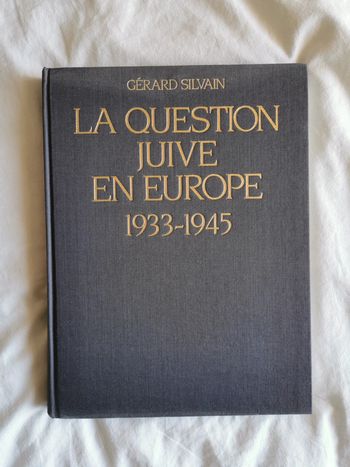 GÉRARD SILVAIN
LA QUESTION
JUIVE
EN EUROPE
1933-1945